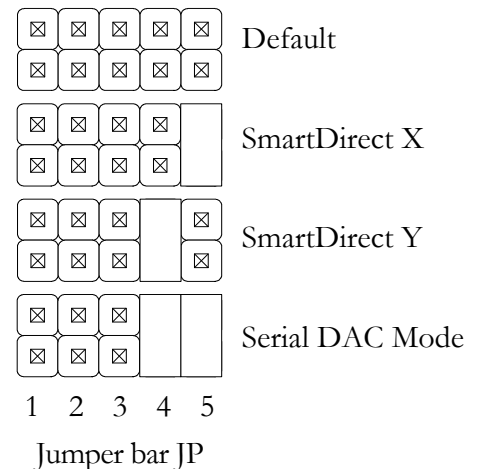 Default
SmartDirect X
SmartDirect Y
Serial DAC Mode
1 2 3 4 5
Jumper bar JP